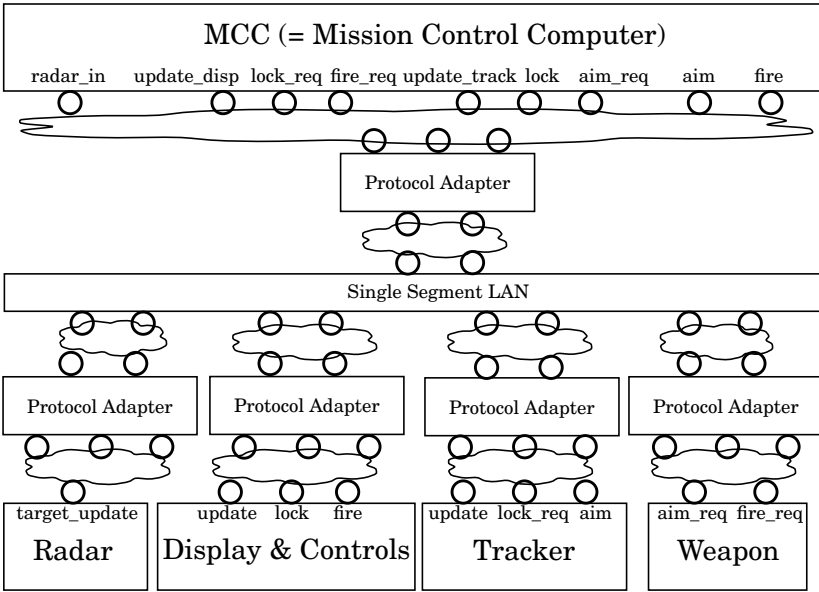 MCC (= Mission Control Computer)
radar_in update_disp lock_req fire_req update_track lock aim_req aim fire
Protocol Adapter
Single Segment LAN
Protocol Adapter Protocol Adapter Protocol Adapter Protocol Adapter
target_update update lock fire update lock_req aim aim_req fire_req
Radar Display & Controls Tracker Weapon